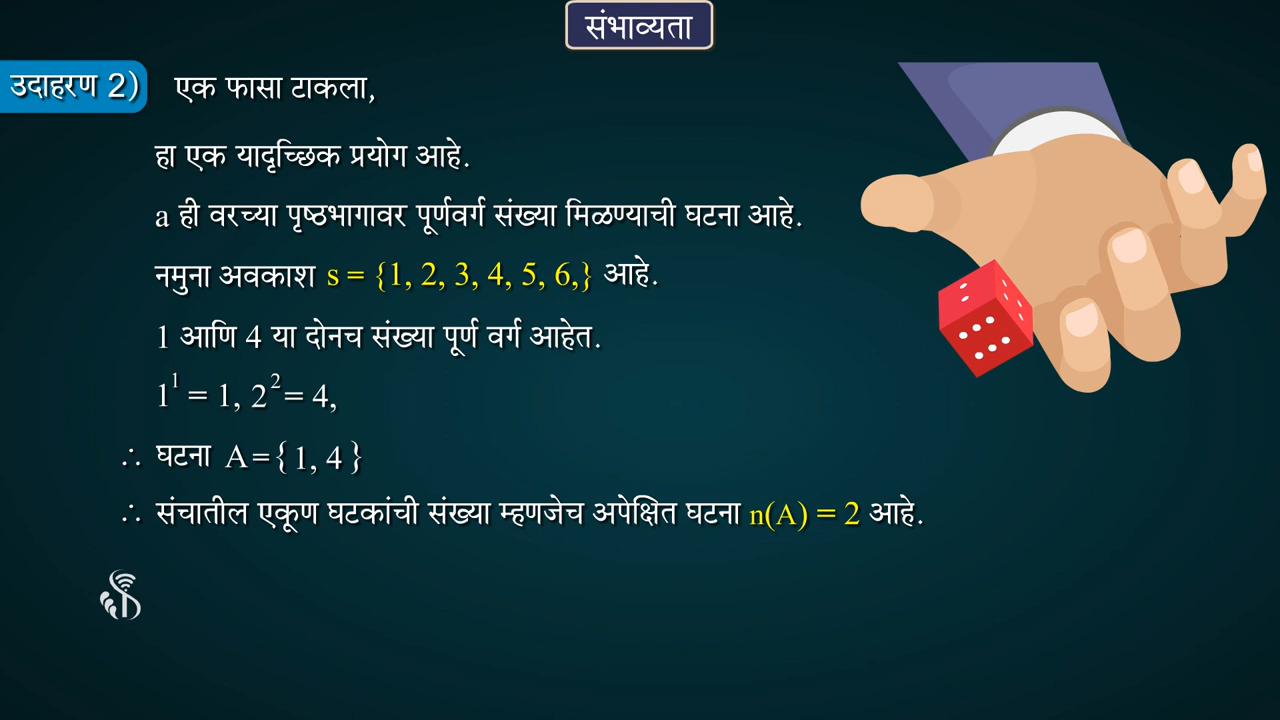 संभाव्यता
उदाहरण 2) एक फासा टाकला,
हा एक यादृच्छिक प्रयोग आहे.
a ही वरच्या पृष्ठभागावर पूर्णवर्ग संख्या मिळण्याची घटना आहे.
नमुना अवकाश s = {1, 2, 3, 4, 5, 6,} आहे.
1 आणि 4 या दोनच संख्या पूर्ण वर्ग आहेत.
1¹ = 1, 2² = 4,
∴ घटना A = { 1, 4 }
∴ संचातील एकूण घटकांची संख्या म्हणजेच अपेक्षित घटना n(A) = 2 आहे.